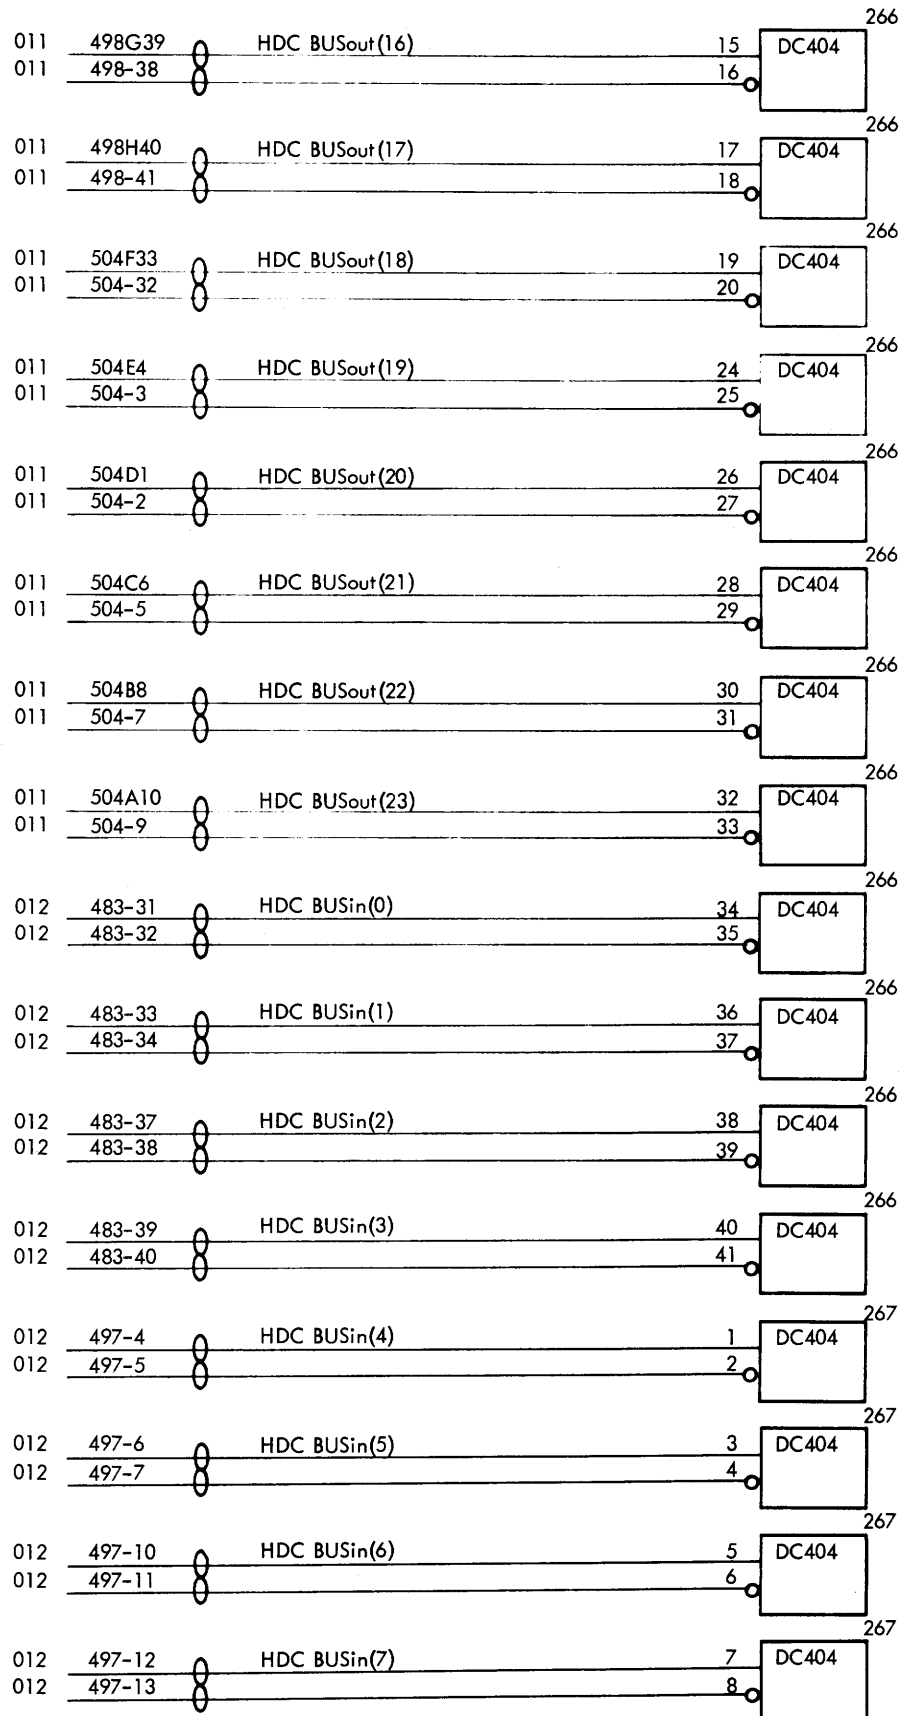 266
011 498G39 HDC BUSout(16) 15 DC404
011 498-38 16
266
011 498H40 HDC BUSout(17) 17 DC404
011 498-41 18
266
011 504F33 HDC BUSout(18) 19 DC404
011 504-32 20
266
011 504E4 HDC BUSout(19) 24 DC404
011 504-3 25
266
011 504D1 HDC BUSout(20) 26 DC404
011 504-2 27
266
011 504C6 HDC BUSout(21) 28 DC404
011 504-5 29
266
011 504B8 HDC BUSout(22) 30 DC404
011 504-7 31
266
011 504A10 HDC BUSout(23) 32 DC404
011 504-9 33
266
012 483-31 HDC BUSin(0) 34 DC404
012 483-32 35
266
012 483-33 HDC BUSin(1) 36 DC404
012 483-34 37
266
012 483-37 HDC BUSin(2) 38 DC404
012 483-38 39
266
012 483-39 HDC BUSin(3) 40 DC404
012 483-40 41
267
012 497-4 HDC BUSin(4) 1 DC404
012 497-5 2
267
012 497-6 HDC BUSin(5) 3 DC404
012 497-7 4
267
012 497-10 HDC BUSin(6) 5 DC404
012 497-11 6
267
012 497-12 HDC BUSin(7) 7 DC404
012 497-13 8